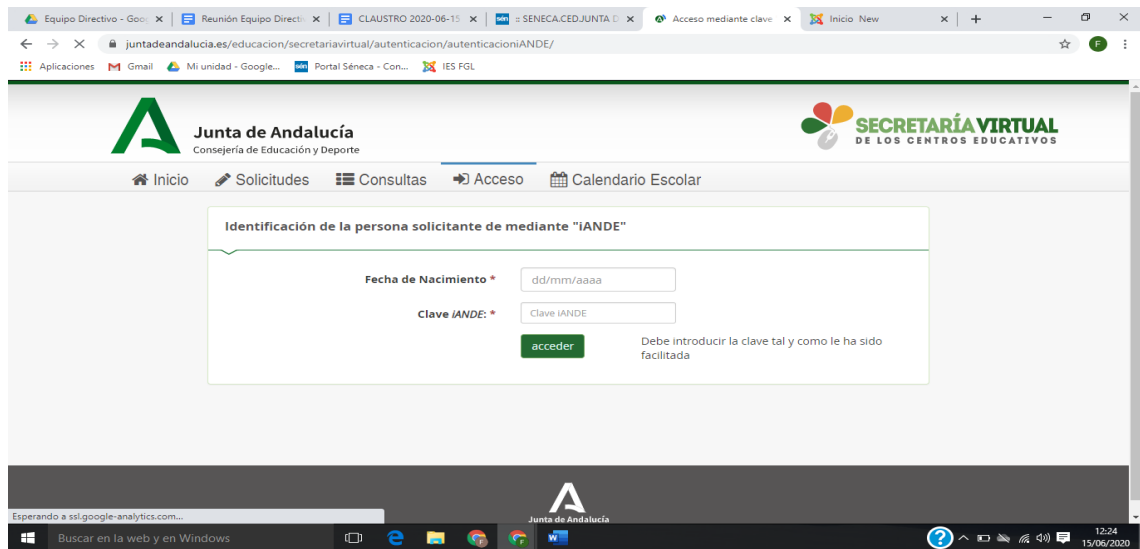 Equipo Directivo - Goog
Reunión Equipo Directi
CLAUSTRO 2020-06-15
sén :: SENECA.CED.JUNTA D
Acceso mediante clave
Inicio New
juntadeandalucia.es/educacion/secretariavirtual/autenticacion/autenticacioniANDE/
F
Aplicaciones
Gmail
Mi unidad - Google...
sén Portal Séneca - Con...
IES FGL
Junta de Andalucía
Consejería de Educación y Deporte
SECRETARÍA VIRTUAL
DE LOS CENTROS EDUCATIVOS
Inicio
Solicitudes
Consultas
Acceso
Calendario Escolar
Identificación de la persona solicitante de mediante "iANDE"
Fecha de Nacimiento *
dd/mm/aaaa
Clave iANDE: *
Clave iANDE
acceder
Debe introducir la clave tal y como le ha sido
facilitada
Esperando a ssl.google-analytics.com...
Junta de Andalucía
Buscar en la web y en Windows
12:24
15/06/2020